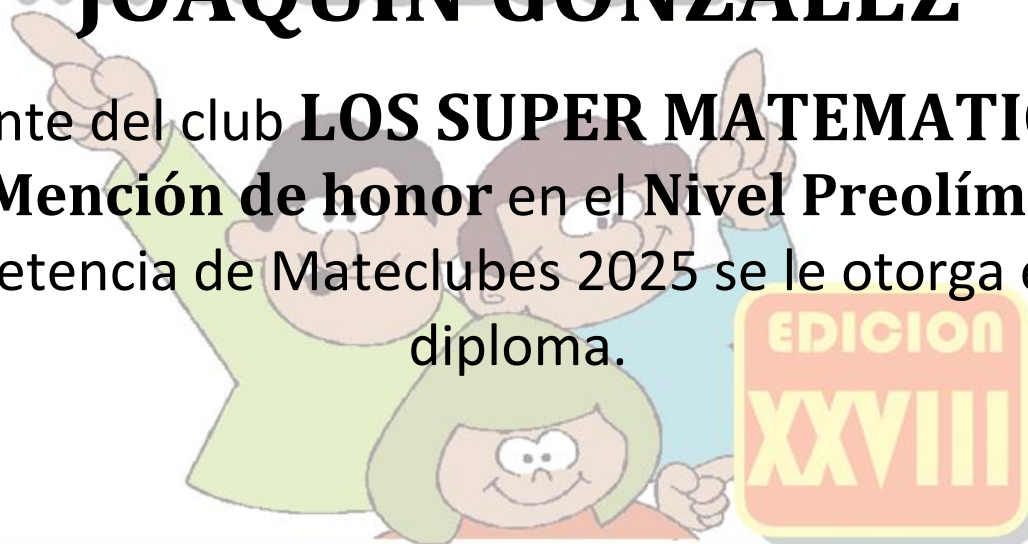 JOAQUIN GONZALEZ
nte del club LOS SUPER MATEMATIC
Mención de honor en el Nivel Preolím
etencia de Mateclubes 2025 se le otorga e
diploma.
EDICION
XXVIII